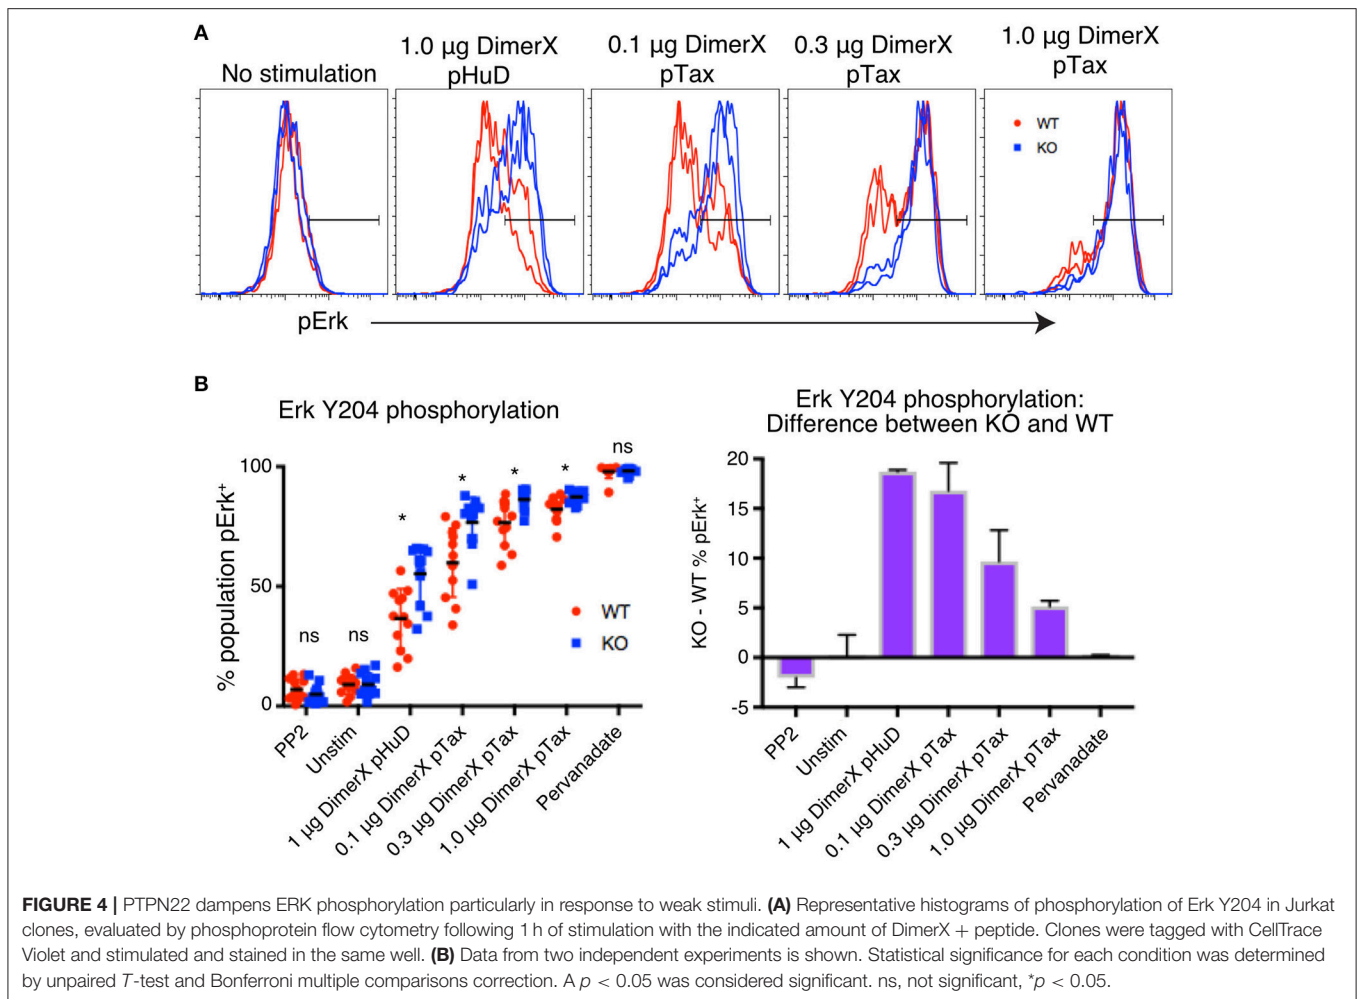 A
No stimulation
1.0 µg DimerX
pHuD
0.1 µg DimerX
pTax
0.3 µg DimerX
pTax
1.0 µg DimerX
pTax
WT
KO
pErk
B
Erk Y204 phosphorylation
% population pErk+
100
50
0
ns
ns
*
*
*
*
ns
WT
KO
PP2
Unstim
1 µg DimerX pHuD
0.1 µg DimerX pTax
0.3 µg DimerX pTax
1.0 µg DimerX pTax
Pervanadate
Erk Y204 phosphorylation:
Difference between KO and WT
KO - WT % pErk+
20
15
10
5
0
-5
PP2
Unstim
1 µg DimerX pHuD
0.1 µg DimerX pTax
0.3 µg DimerX pTax
1.0 µg DimerX pTax
Pervanadate
FIGURE 4 | PTPN22 dampens ERK phosphorylation particularly in response to weak stimuli. (A) Representative histograms of phosphorylation of Erk Y204 in Jurkat
clones, evaluated by phosphoprotein flow cytometry following 1 h of stimulation with the indicated amount of DimerX + peptide. Clones were tagged with CellTrace
Violet and stimulated and stained in the same well. (B) Data from two independent experiments is shown. Statistical significance for each condition was determined
by unpaired T-test and Bonferroni multiple comparisons correction. A p < 0.05 was considered significant. ns, not significant, *p < 0.05.